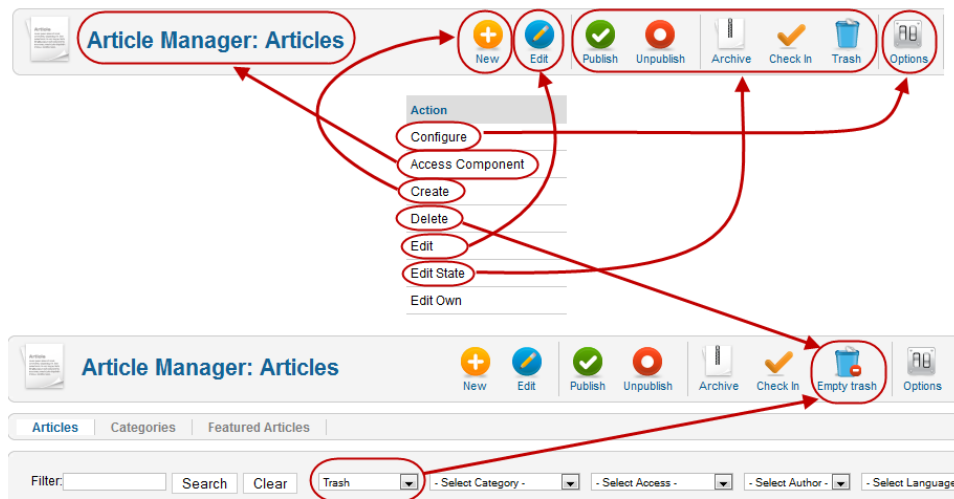 Article Manager: Articles
New Edit Publish Unpublish Archive Check In Trash Options
Action
Configure
Access Component
Create
Delete
Edit
Edit State
Edit Own
Article Manager: Articles
New Edit Publish Unpublish Archive Check In Empty trash Options
Articles Categories Featured Articles
Filter: Search Clear Trash - Select Category - - Select Access - - Select Author - - Select Language